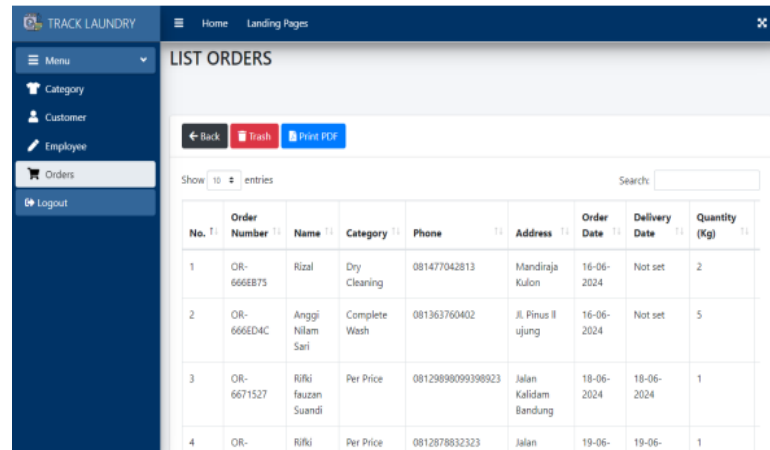 TRACK LAUNDRY
Home Landing Pages
Menu
Category
Customer
Employee
Orders
Logout
LIST ORDERS
Back Trash Print PDF
Show 10 entries
Search:
No. Order Number Name Category Phone Address Order Date Delivery Date Quantity (Kg)
1 OR-666EB75 Rizal Dry Cleaning 081477042813 Mandiraja Kulon 16-06-2024 Not set 2
2 OR-666ED4C Anggi Nilam Sari Complete Wash 081363760402 Jl. Pinus II ujung 16-06-2024 Not set 5
3 OR-6671527 Rifki fauzan Suandi Per Price 08129898099398923 Jalan Kalidam Bandung 18-06-2024 18-06-2024 1
4 OR- Rifki Per Price 0812878832323 Jalan 19-06- 19-06- 1